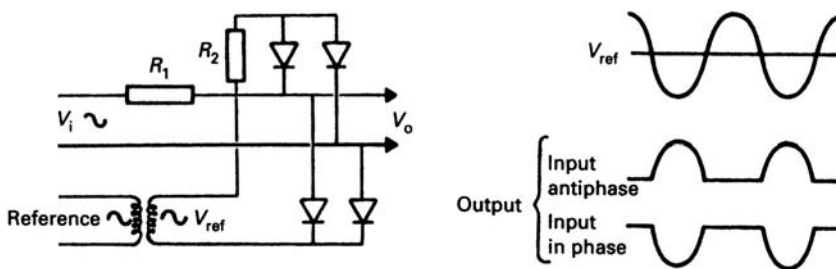 R1
R2
Vi
Vo
Reference
Vref
Vref
Output
Input
antiphase
Input
in phase